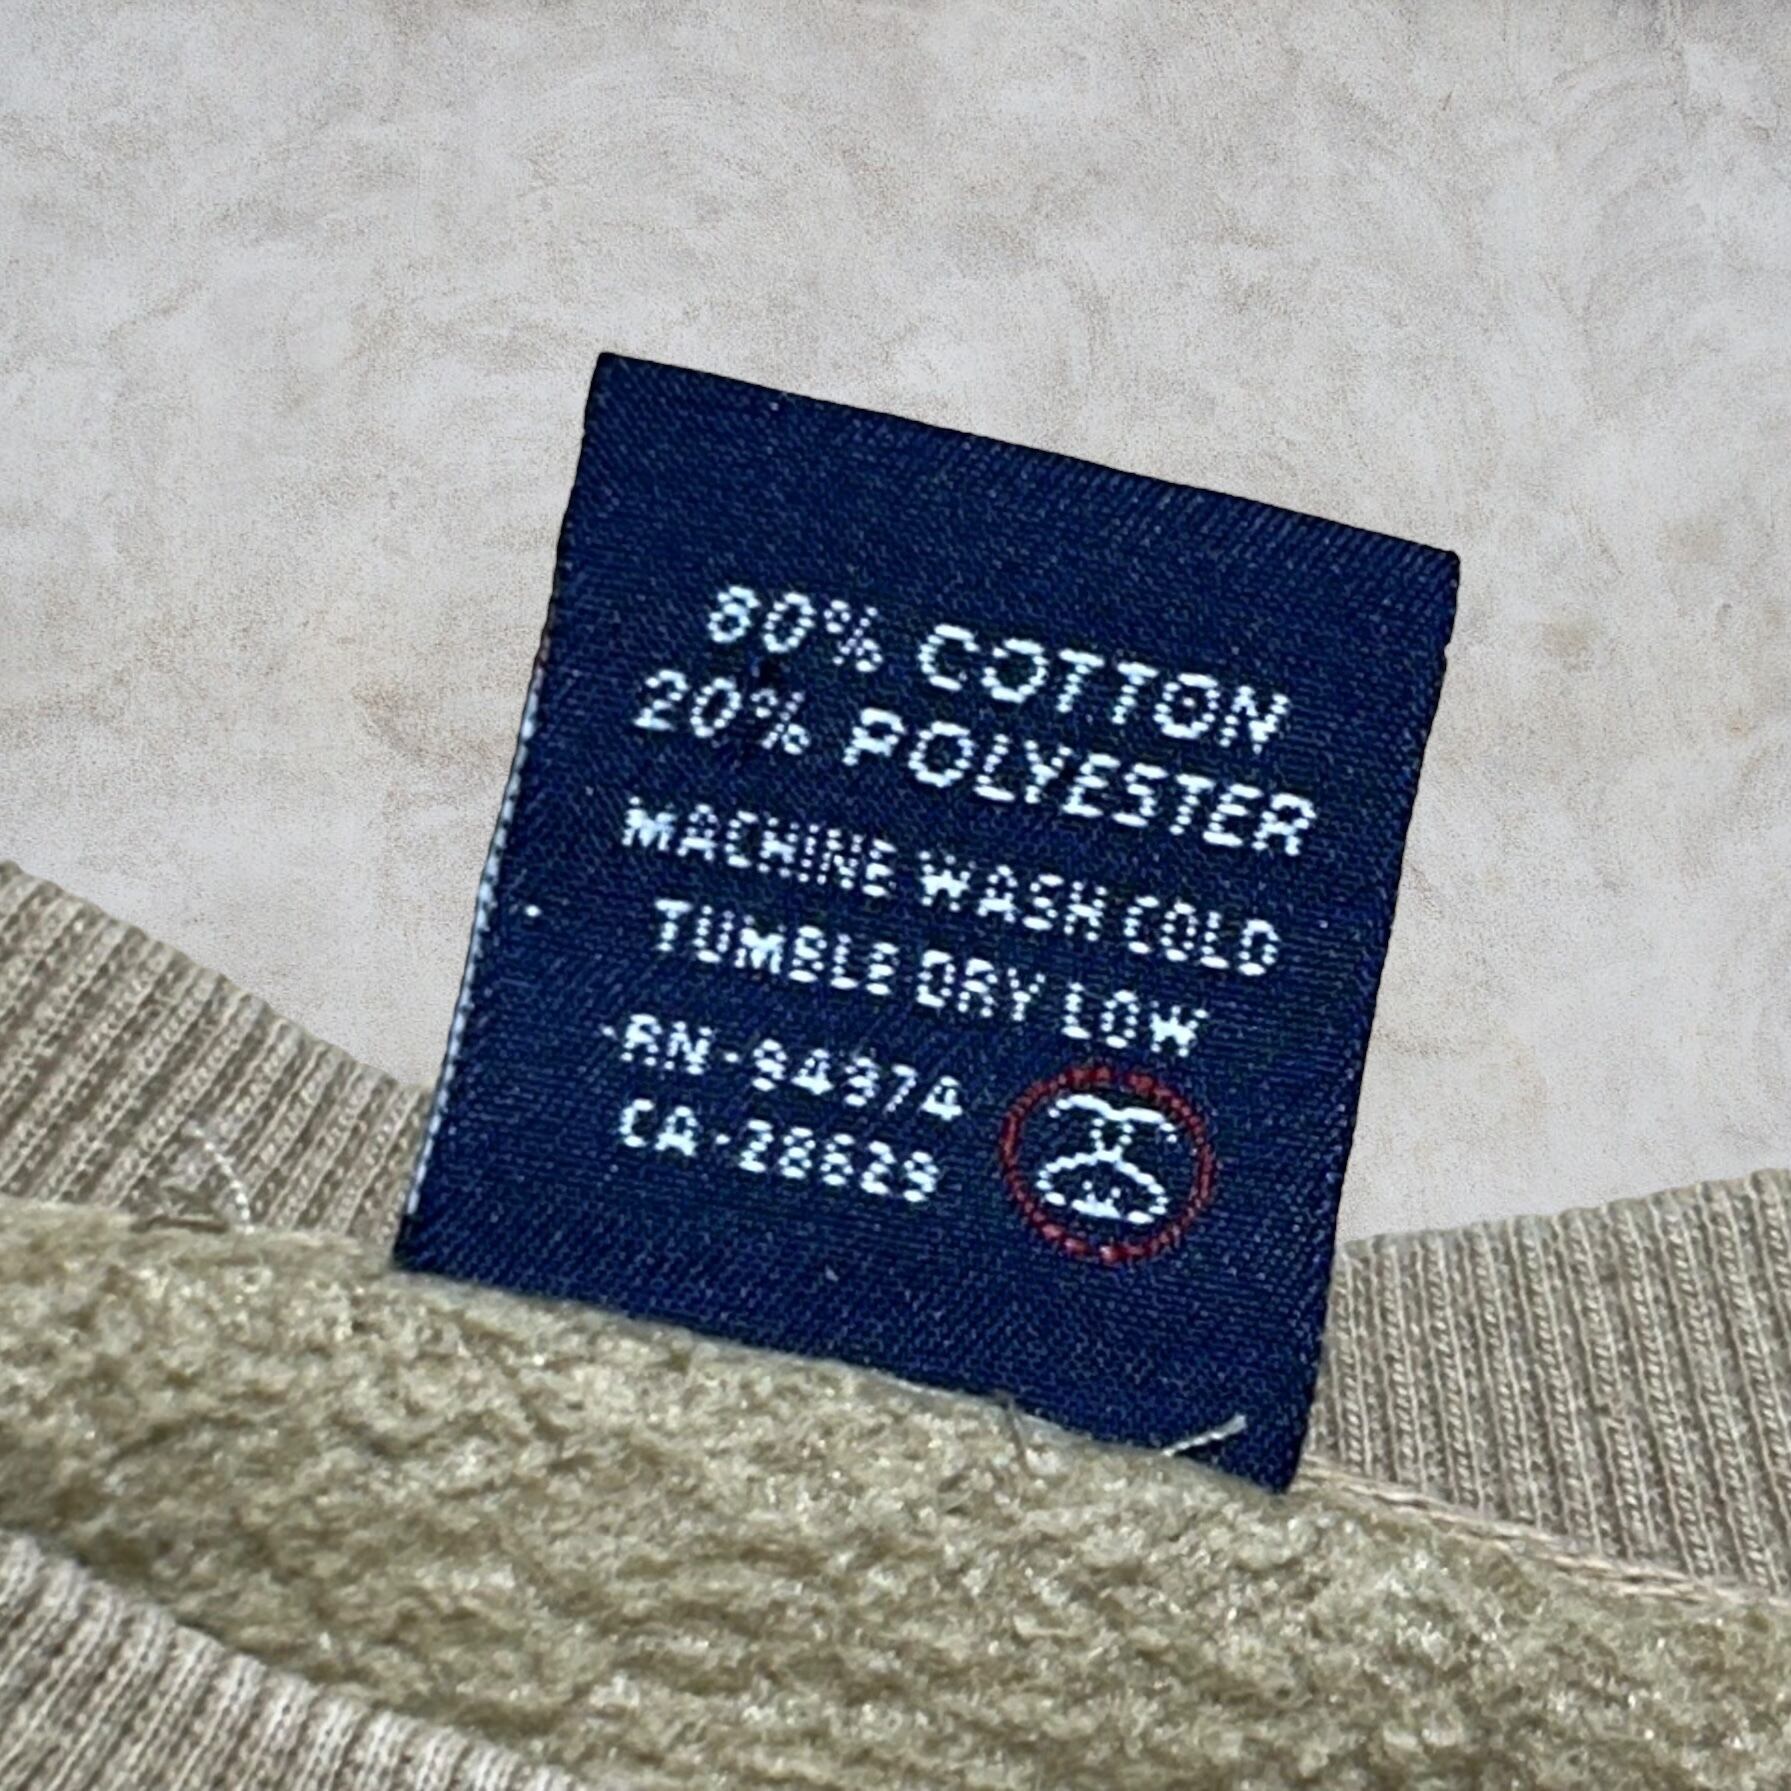 80% COTTON
20% POLYESTER
MACHINE WASH COLD
TUMBLE DRY LOW
RN-94374
CA-28629